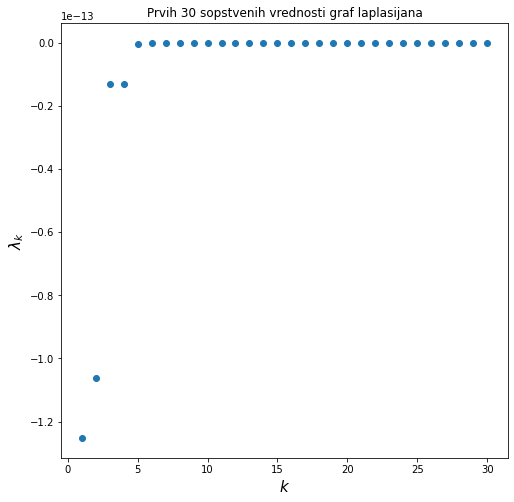 Prvih 30 sopstvenih vrednosti graf laplasijana
1e−13
0.0
−0.2
−0.4
−0.6
−0.8
−1.0
−1.2
λk
0 5 10 15 20 25 30
k